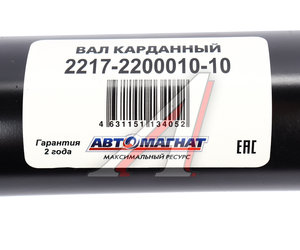 ВАЛ КАРДАННЫЙ
2217-2200010-10
4 631151 134052
Гарантия
2 года
АВТОМАГНАТ
МАКСИМАЛЬНЫЙ РЕСУРС
EAC